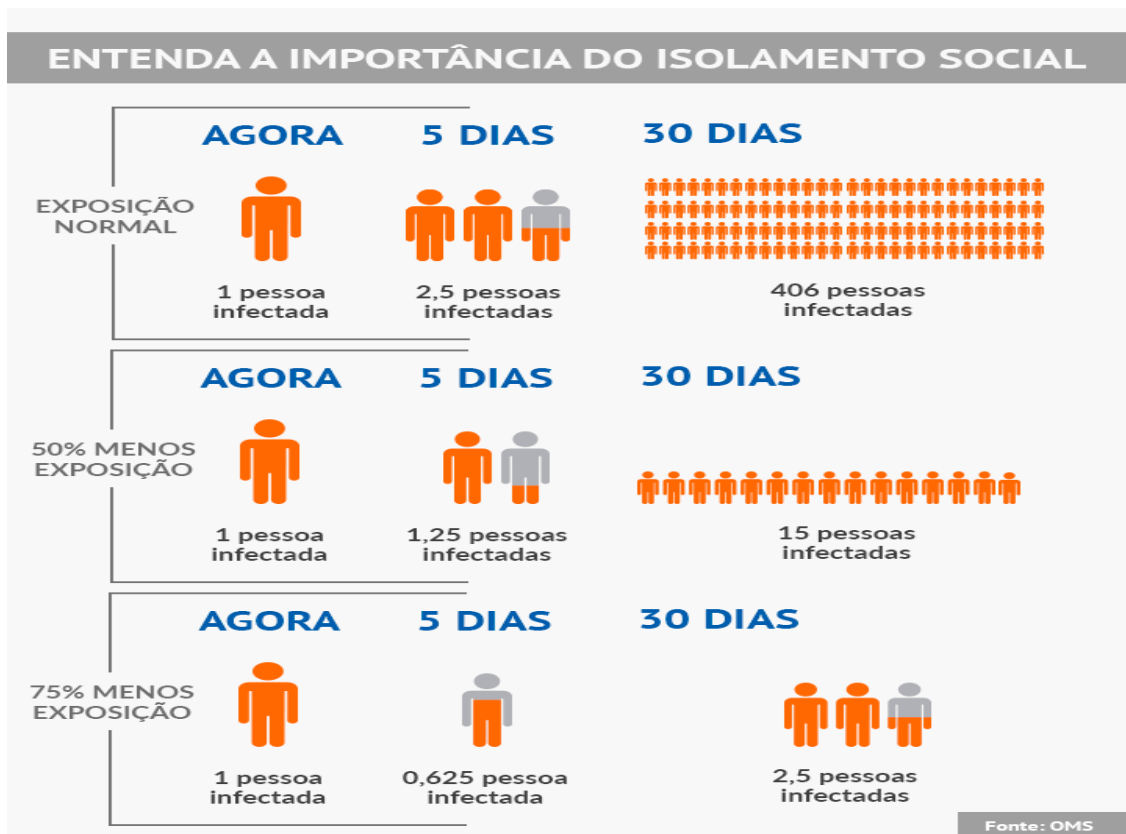 ENTENDA A IMPORTÂNCIA DO ISOLAMENTO SOCIAL
EXPOSIÇÃO
NORMAL
AGORA
1 pessoa
infectada
5 DIAS
2,5 pessoas
infectadas
30 DIAS
406 pessoas
infectadas
50% MENOS
EXPOSIÇÃO
AGORA
1 pessoa
infectada
5 DIAS
1,25 pessoas
infectadas
30 DIAS
15 pessoas
infectadas
75% MENOS
EXPOSIÇÃO
AGORA
1 pessoa
infectada
5 DIAS
0,625 pessoa
infectada
30 DIAS
2,5 pessoas
infectadas
Fonte: OMS